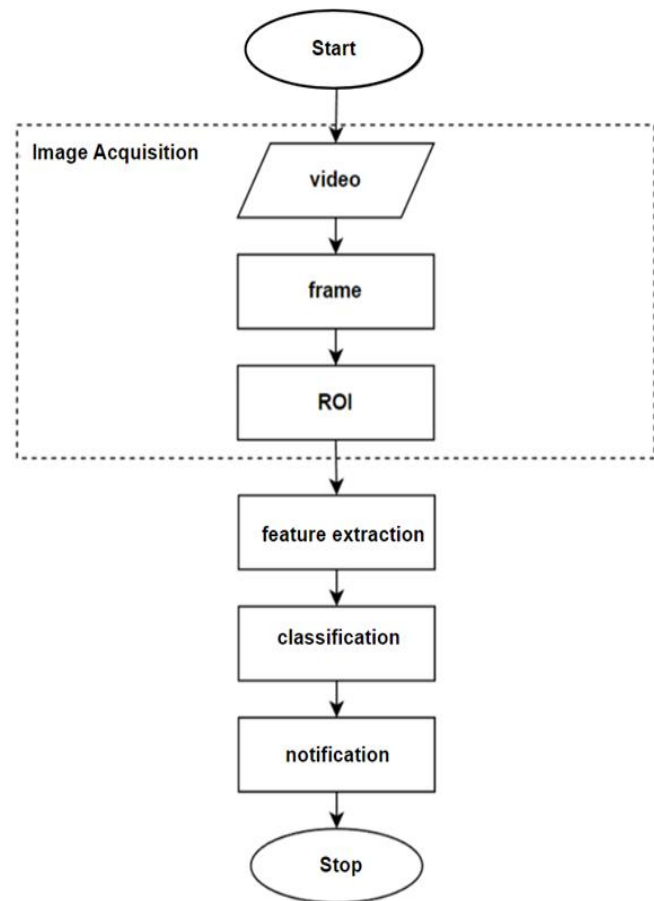 Start
Image Acquisition
video
frame
ROI
feature extraction
classification
notification
Stop